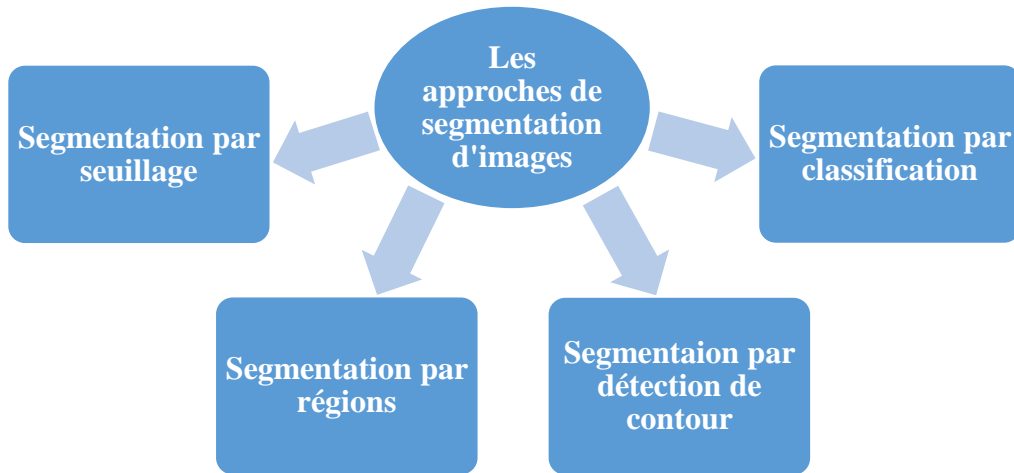 Les
approches de
segmentation
d'images
Segmentation par
seuillage
Segmentation par
classification
Segmentation par
régions
Segmentaion par
détection de
contour